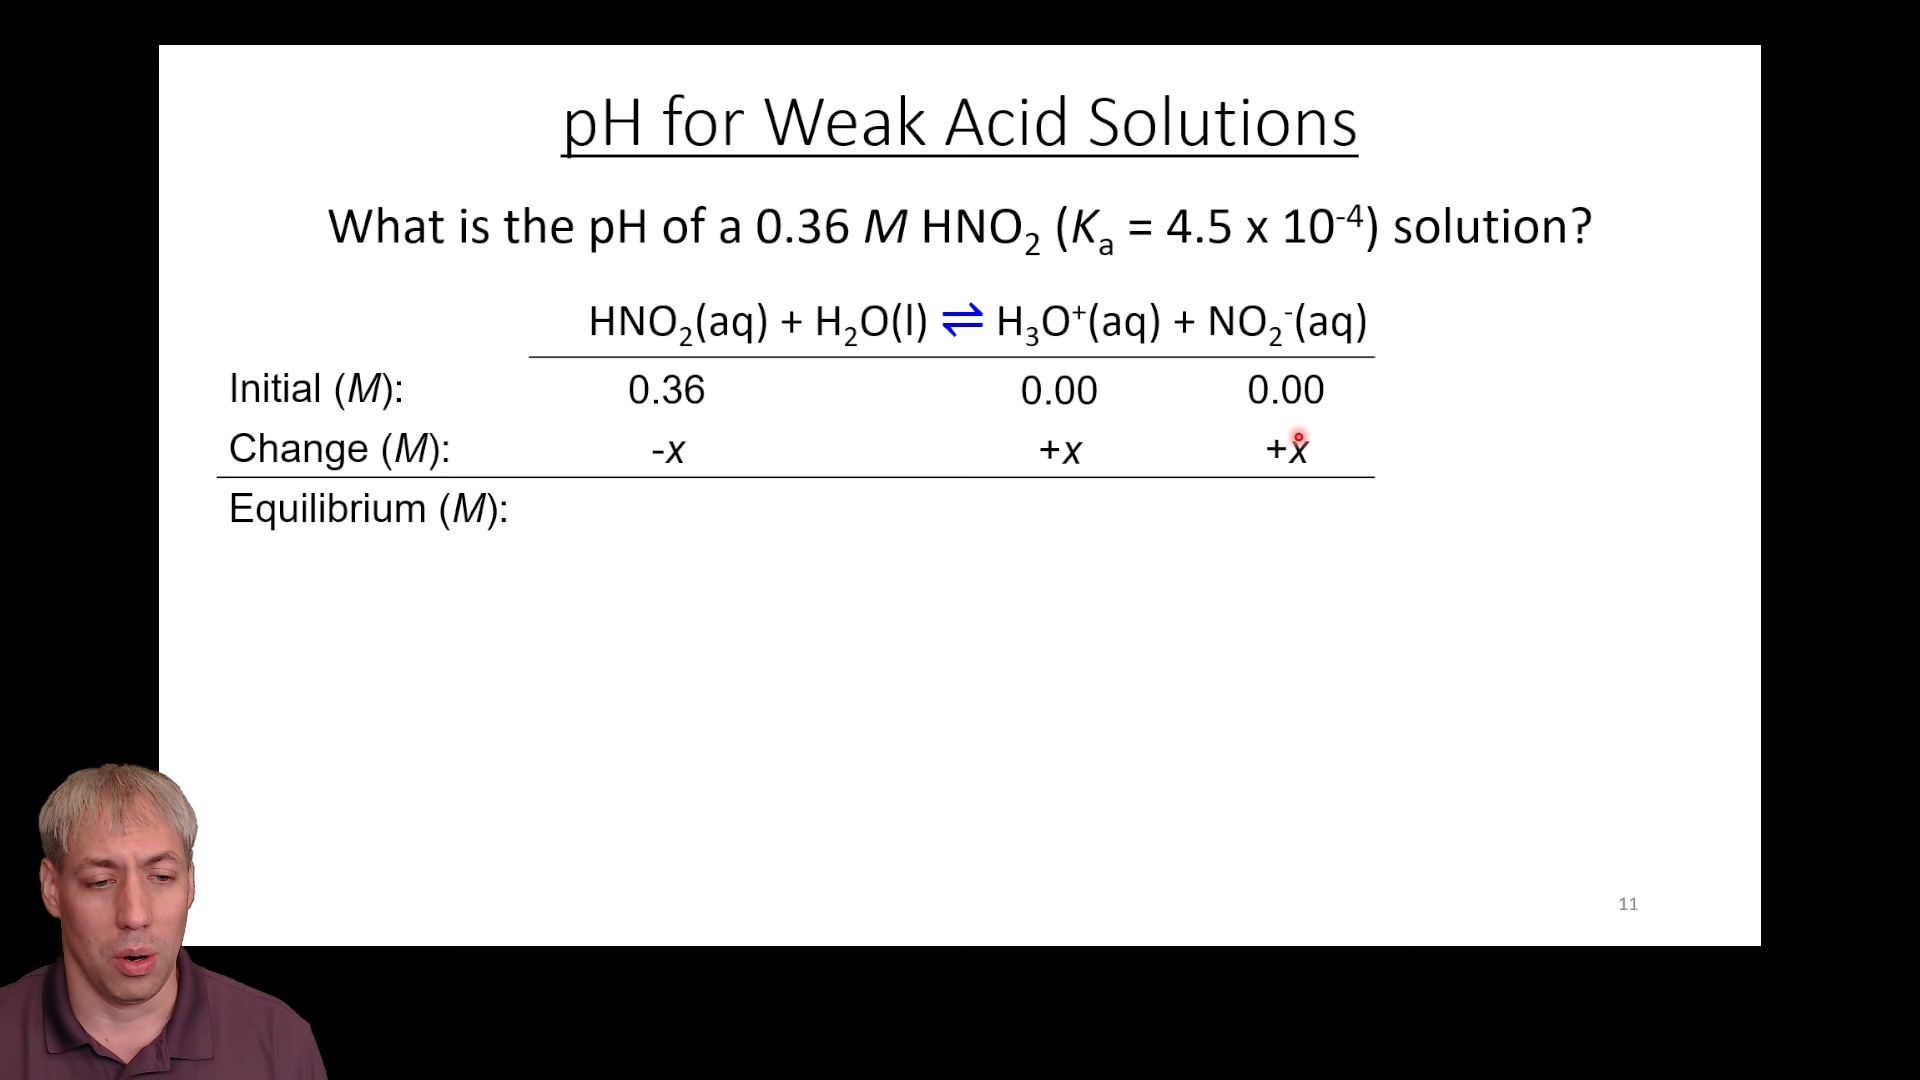 pH for Weak Acid Solutions
What is the pH of a 0.36 M HNO₂ (Kₐ = 4.5 x 10⁻⁴) solution?
HNO₂(aq) + H₂O(l) ⇌ H₃O⁺(aq) + NO₂⁻(aq)
Initial (M): 0.36 0.00 0.00
Change (M): -x +x +x
Equilibrium (M):
11